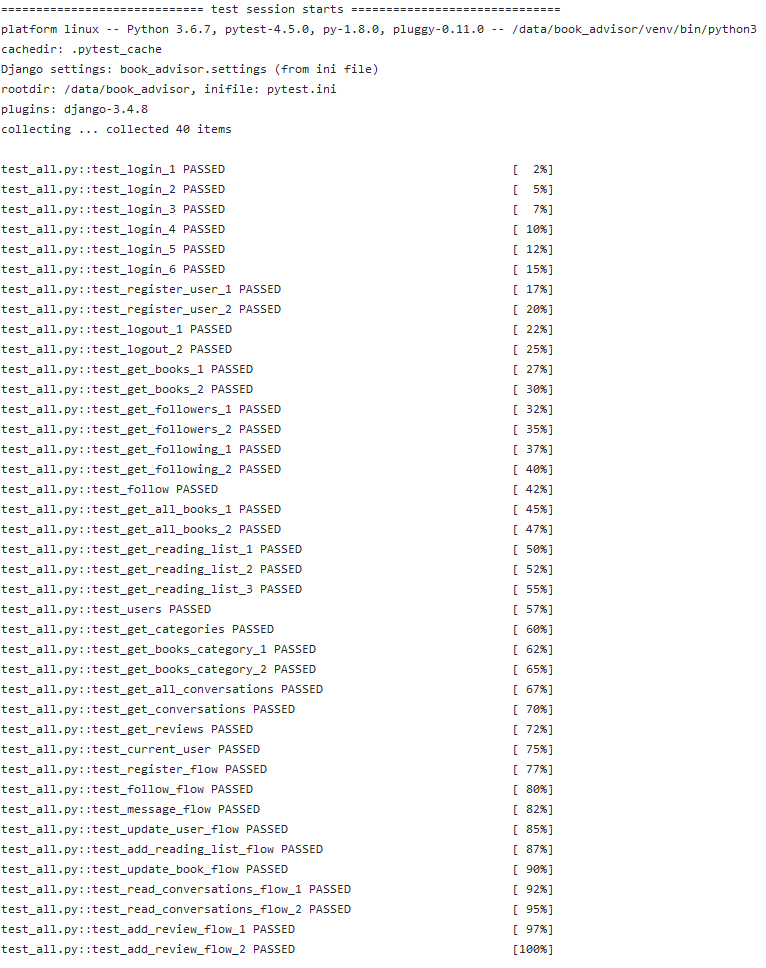 ============================= test session starts ==============================
platform linux -- Python 3.6.7, pytest-4.5.0, py-1.8.0, pluggy-0.11.0 -- /data/book_advisor/venv/bin/python3
cachedir: .pytest_cache
Django settings: book_advisor.settings (from ini file)
rootdir: /data/book_advisor, inifile: pytest.ini
plugins: django-3.4.8
collecting ... collected 40 items

test_all.py::test_login_1 PASSED [  2%]
test_all.py::test_login_2 PASSED [  5%]
test_all.py::test_login_3 PASSED [  7%]
test_all.py::test_login_4 PASSED [ 10%]
test_all.py::test_login_5 PASSED [ 12%]
test_all.py::test_login_6 PASSED [ 15%]
test_all.py::test_register_user_1 PASSED [ 17%]
test_all.py::test_register_user_2 PASSED [ 20%]
test_all.py::test_logout_1 PASSED [ 22%]
test_all.py::test_logout_2 PASSED [ 25%]
test_all.py::test_get_books_1 PASSED [ 27%]
test_all.py::test_get_books_2 PASSED [ 30%]
test_all.py::test_get_followers_1 PASSED [ 32%]
test_all.py::test_get_followers_2 PASSED [ 35%]
test_all.py::test_get_following_1 PASSED [ 37%]
test_all.py::test_get_following_2 PASSED [ 40%]
test_all.py::test_follow PASSED [ 42%]
test_all.py::test_get_all_books_1 PASSED [ 45%]
test_all.py::test_get_all_books_2 PASSED [ 47%]
test_all.py::test_get_reading_list_1 PASSED [ 50%]
test_all.py::test_get_reading_list_2 PASSED [ 52%]
test_all.py::test_get_reading_list_3 PASSED [ 55%]
test_all.py::test_users PASSED [ 57%]
test_all.py::test_get_categories PASSED [ 60%]
test_all.py::test_get_books_category_1 PASSED [ 62%]
test_all.py::test_get_books_category_2 PASSED [ 65%]
test_all.py::test_get_all_conversations PASSED [ 67%]
test_all.py::test_get_conversations PASSED [ 70%]
test_all.py::test_get_reviews PASSED [ 72%]
test_all.py::test_current_user PASSED [ 75%]
test_all.py::test_register_flow PASSED [ 77%]
test_all.py::test_follow_flow PASSED [ 80%]
test_all.py::test_message_flow PASSED [ 82%]
test_all.py::test_update_user_flow PASSED [ 85%]
test_all.py::test_add_reading_list_flow PASSED [ 87%]
test_all.py::test_update_book_flow PASSED [ 90%]
test_all.py::test_read_conversations_flow_1 PASSED [ 92%]
test_all.py::test_read_conversations_flow_2 PASSED [ 95%]
test_all.py::test_add_review_flow_1 PASSED [ 97%]
test_all.py::test_add_review_flow_2 PASSED [100%]